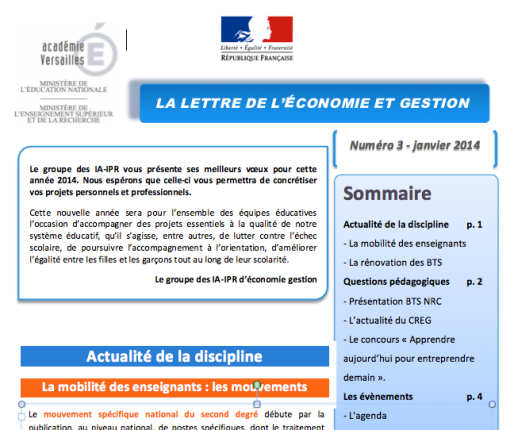 académie
Versailles
MINISTÈRE DE
L'ÉDUCATION NATIONALE
MINISTÈRE DE
L'ENSEIGNEMENT SUPÉRIEUR
ET DE LA RECHERCHE
Liberté • Égalité • Fraternité
RÉPUBLIQUE FRANÇAISE
LA LETTRE DE L'ÉCONOMIE ET GESTION
Numéro 3 - janvier 2014
Le groupe des IA-IPR vous présente ses meilleurs vœux pour cette
année 2014. Nous espérons que celle-ci vous permettra de concrétiser
vos projets personnels et professionnels.
Cette nouvelle année sera pour l'ensemble des équipes éducatives
l'occasion d'accompagner des projets essentiels à la qualité de notre
système éducatif, qu'il s'agisse, entre autres, de lutter contre l'échec
scolaire, de poursuivre l'accompagnement à l'orientation, d'améliorer
l'égalité entre les filles et les garçons tout au long de leur scolarité.
Le groupe des IA-IPR d'économie gestion
Sommaire
Actualité de la discipline p. 1
- La mobilité des enseignants
- La rénovation des BTS
Questions pédagogiques p. 2
- Présentation BTS NRC
- L'actualité du CREG
- Le concours « Apprendre
aujourd'hui pour entreprendre
demain ».
Les évènements p. 4
- L'agenda
Actualité de la discipline
La mobilité des enseignants : les mouvements
Le mouvement spécifique national du second degré débute par la
publication, au niveau national, de postes spécifiques, dont le traitement